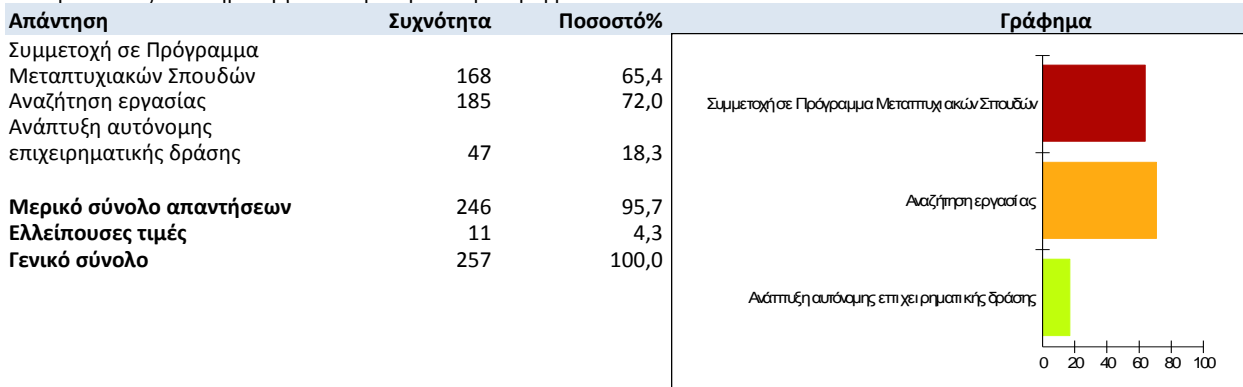 Απάντηση Συχνότητα Ποσοστό% Γράφημα
Συμμετοχή σε Πρόγραμμα
Μεταπτυχιακών Σπουδών 168 65,4
Αναζήτηση εργασίας 185 72,0
Ανάπτυξη αυτόνομης
επιχειρηματικής δράσης 47 18,3
Μερικό σύνολο απαντήσεων 246 95,7
Ελλείπουσες τιμές 11 4,3
Γενικό σύνολο 257 100,0
Συμμετοχή σε Πρόγραμμα Μεταπτυχιακών Σπουδών
Αναζήτηση εργασίας
Ανάπτυξη αυτόνομης επιχειρηματικής δράσης
0 20 40 60 80 100